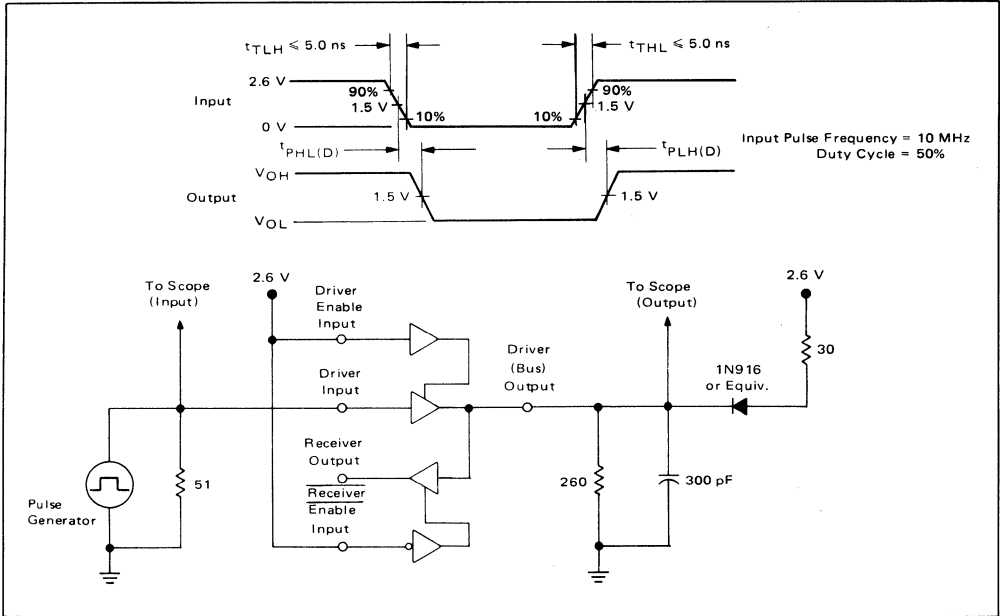 tTLH ≤ 5.0 ns
tTHL ≤ 5.0 ns
2.6 V
90%
90%
Input
1.5 V
1.5 V
10%
10%
0 V
Input Pulse Frequency = 10 MHz
Duty Cycle = 50%
tPHL(D)
tPLH(D)
VOH
Output
1.5 V
1.5 V
VOL
To Scope
(Input)
2.6 V
Driver
Enable
Input
To Scope
(Output)
2.6 V
30
Driver
(Bus)
Output
1N916
or Equiv.
Driver
Input
Receiver
Output
Receiver
Enable
Input
Pulse
Generator
51
260
300 pF